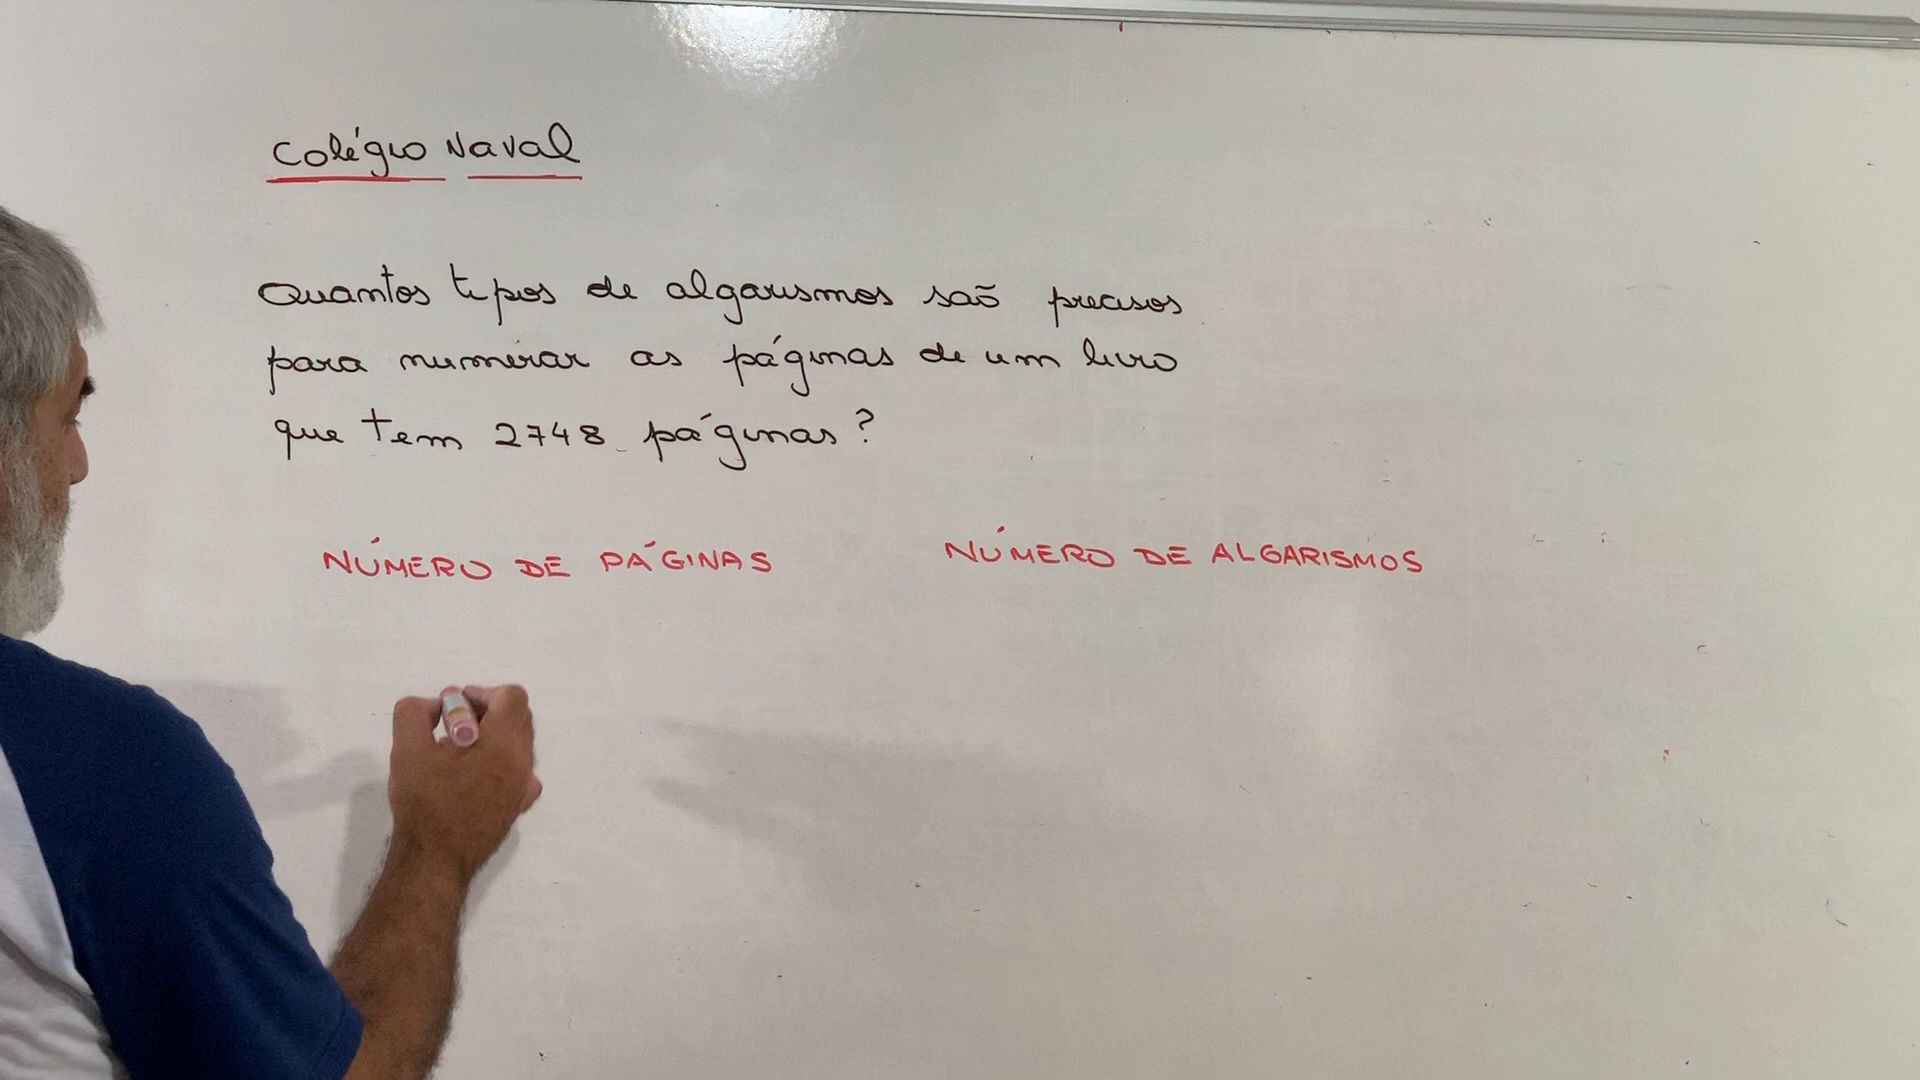 Colégio Naval
Quantos tipos de algarismos são precisos
para numerar as páginas de um livro
que tem 2748 páginas?
NÚMERO DE PÁGINAS
NÚMERO DE ALGARISMOS